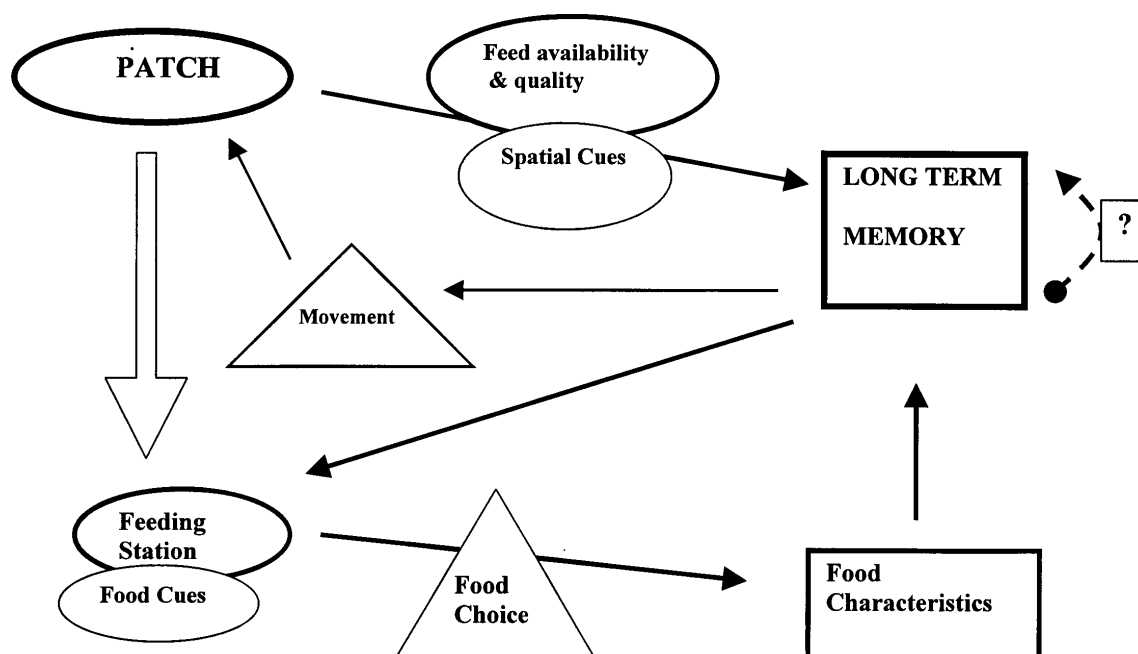 PATCH
Feed availability
& quality
Spatial Cues
LONG TERM
MEMORY
?
Movement
Feeding
Station
Food Cues
Food
Choice
Food
Characteristics